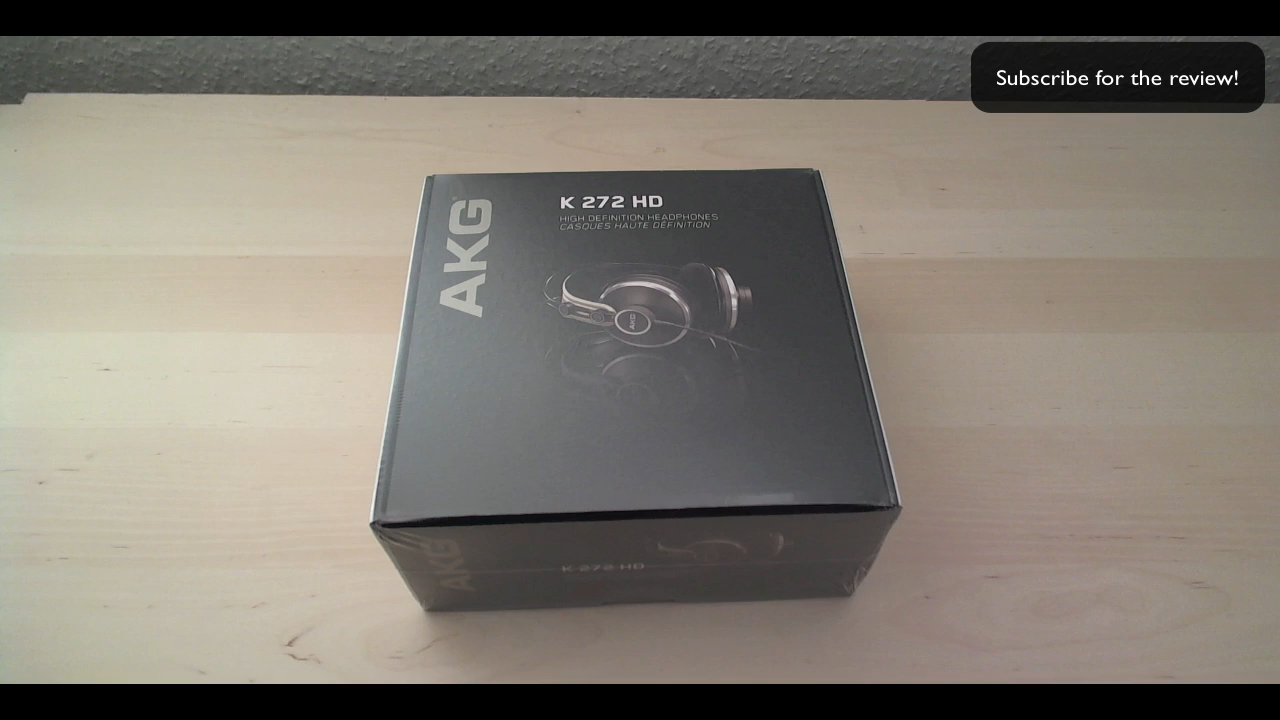 Subscribe for the review!
AKG
K 272 HD
HIGH DEFINITION HEADPHONES
CASQUES HAUTE DÉFINITION
AKG
AKG
K 272 HD